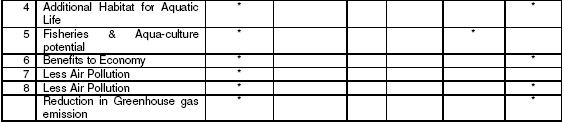 4 Additional Habitat for Aquatic * *
Life
5 Fisheries & Aqua-culture * *
potential
6 Benefits to Economy * *
7 Less Air Pollution *
8 Less Air Pollution * *
Reduction in Greenhouse gas * *
emission